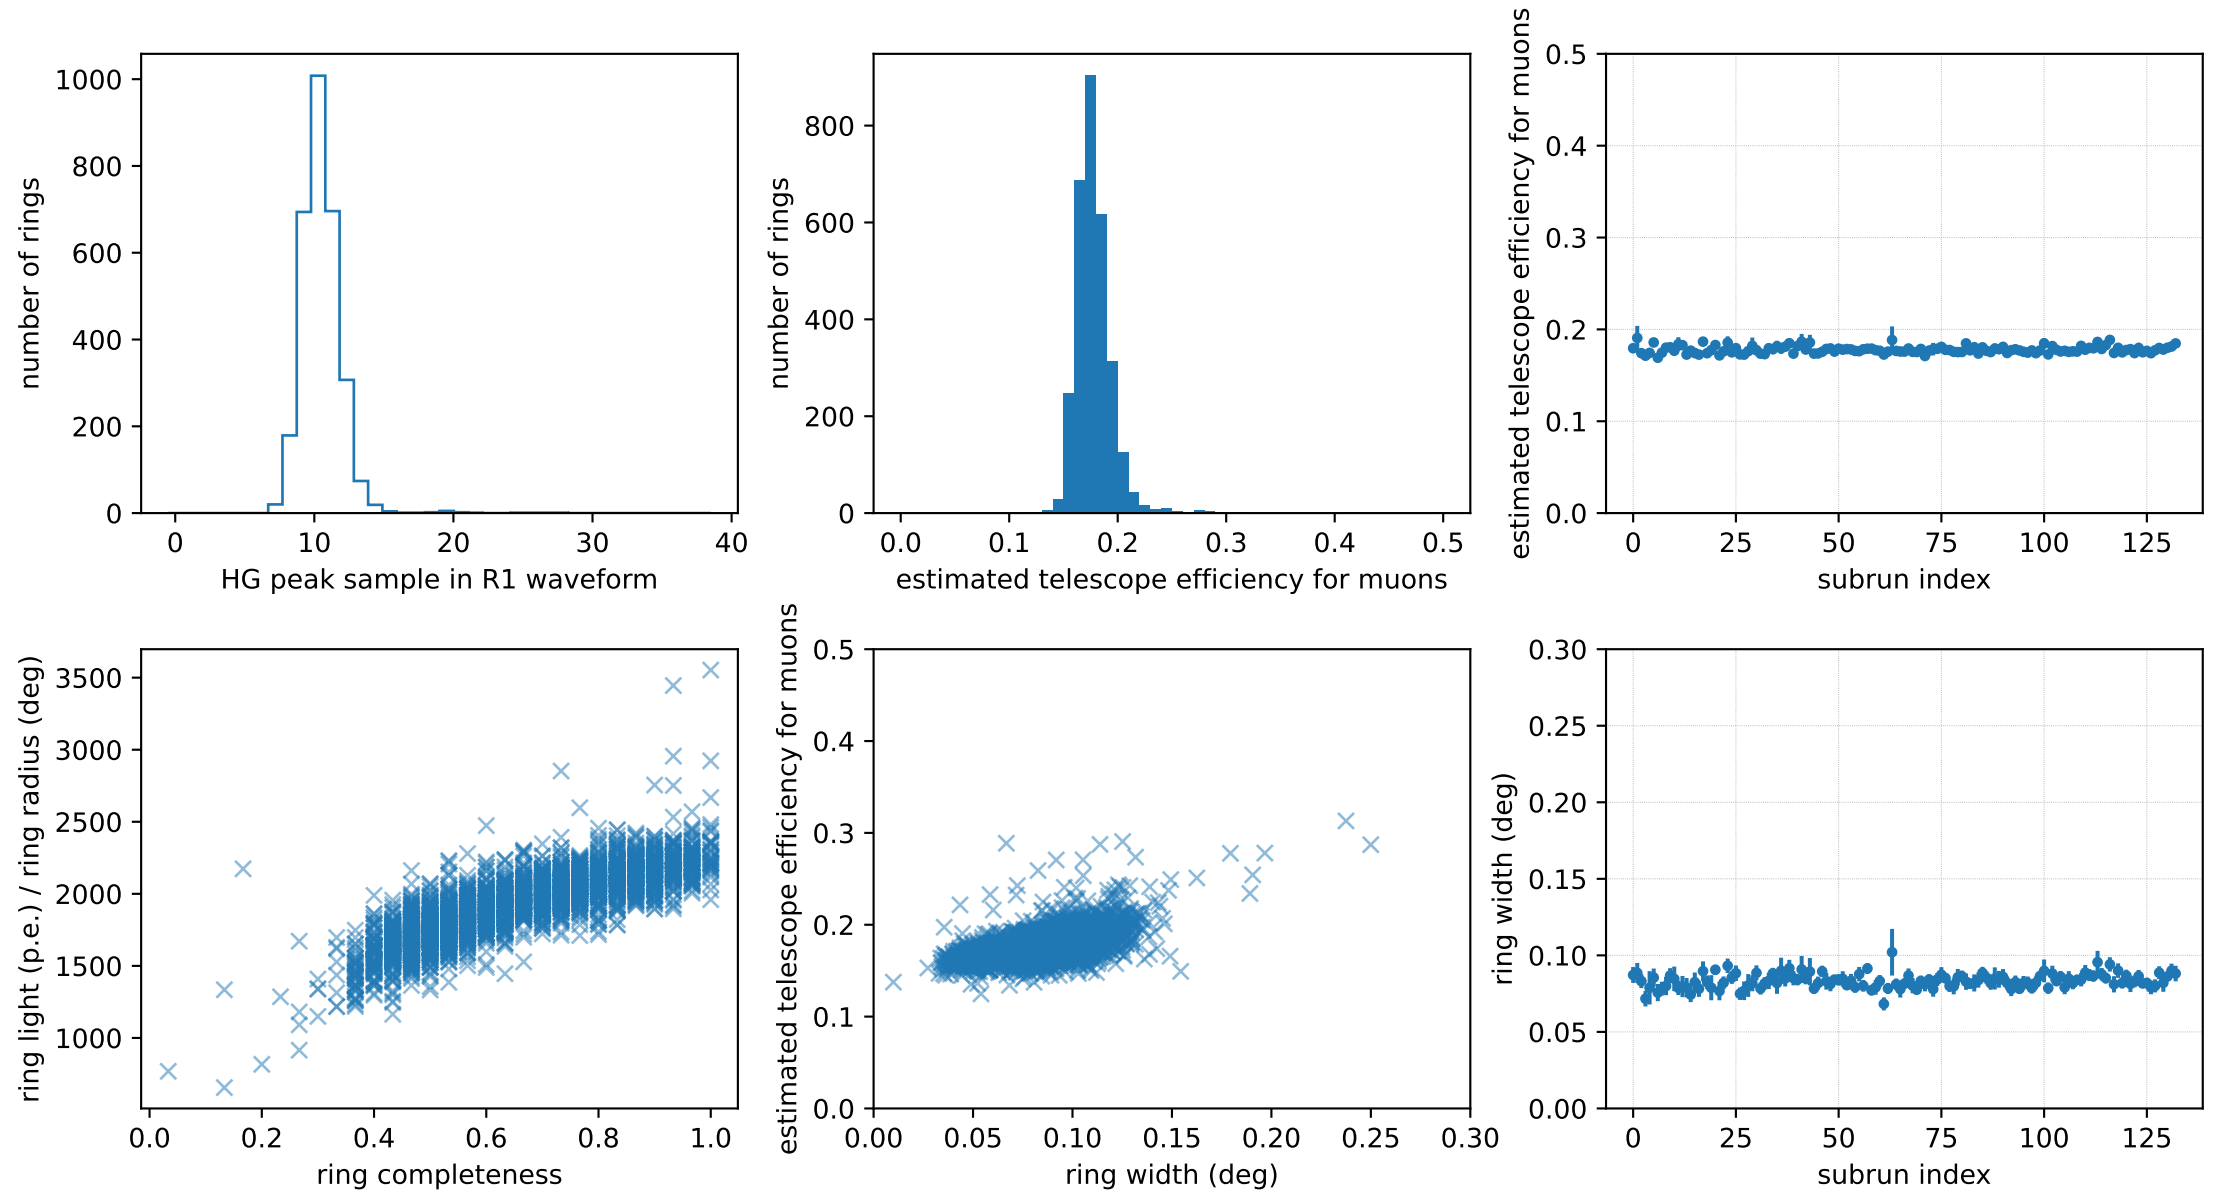 1000
800
600
400
200
0
number of rings
0 10 20 30 40
HG peak sample in R1 waveform
800
600
400
200
0
number of rings
0.0 0.1 0.2 0.3 0.4 0.5
estimated telescope efficiency for muons
0.5
0.4
0.3
0.2
0.1
0.0
estimated telescope efficiency for muons
0 25 50 75 100 125
subrun index
3500
3000
2500
2000
1500
1000
ring light (p.e.) / ring radius (deg)
0.0 0.2 0.4 0.6 0.8 1.0
ring completeness
0.5
0.4
0.3
0.2
0.1
0.0
estimated telescope efficiency for muons
0.00 0.05 0.10 0.15 0.20 0.25 0.30
ring width (deg)
0.30
0.25
0.20
0.15
0.10
0.05
0.00
ring width (deg)
0 25 50 75 100 125
subrun index